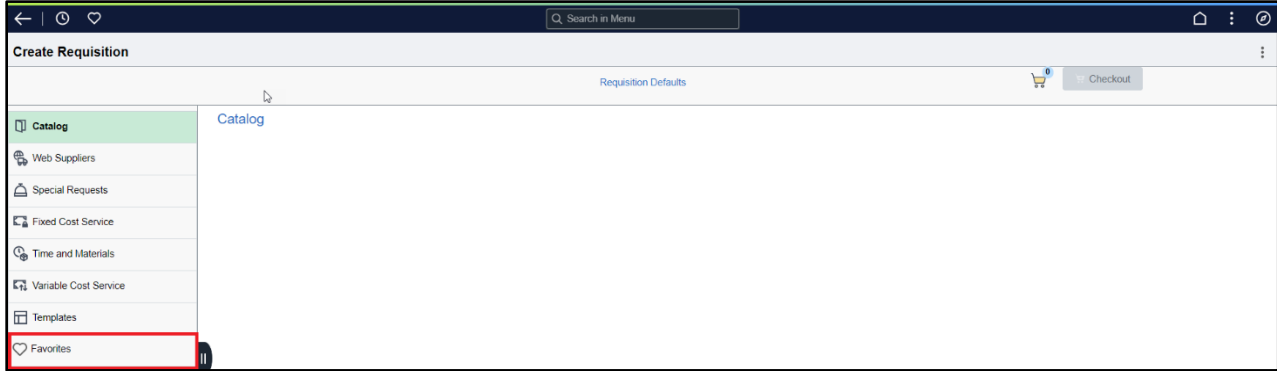 Search in Menu
Create Requisition
Requisition Defaults
0
Checkout
Catalog
Catalog
Web Suppliers
Special Requests
Fixed Cost Service
Time and Materials
Variable Cost Service
Templates
Favorites